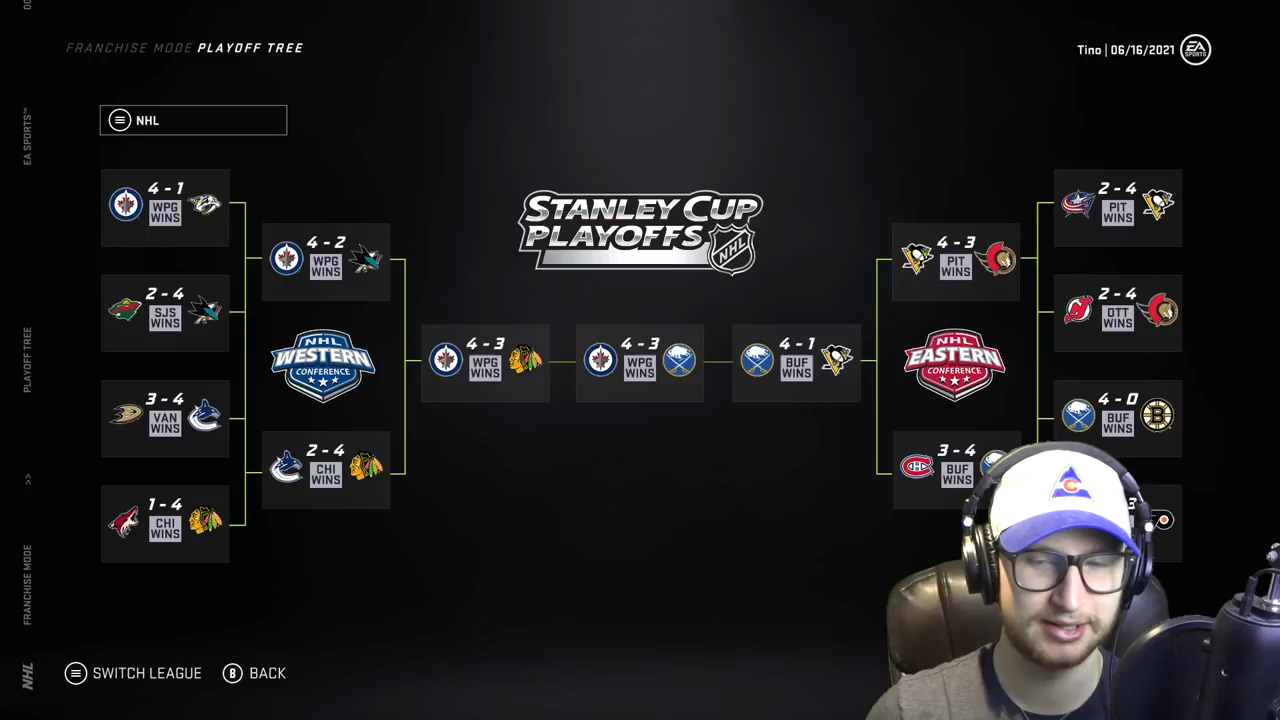 FRANCHISE MODE PLAYOFF TREE
Tino | 06/16/2021
EA SPORTS
NHL
4 - 1
WPG WINS
2 - 4
SJS WINS
3 - 4
VAN WINS
1 - 4
CHI WINS
4 - 2
WPG WINS
NHL
WESTERN
CONFERENCE
2 - 4
CHI WINS
4 - 3
WPG WINS
STANLEY CUP
PLAYOFFS
NHL
4 - 3
WPG WINS
4 - 1
BUF WINS
4 - 3
PIT WINS
NHL
EASTERN
CONFERENCE
3 - 4
BUF WINS
2 - 4
PIT WINS
2 - 4
OTT WINS
4 - 0
BUF WINS
3
EA SPORTS™
PLAYOFF TREE
>>
FRANCHISE MODE
NHL
SWITCH LEAGUE
B BACK